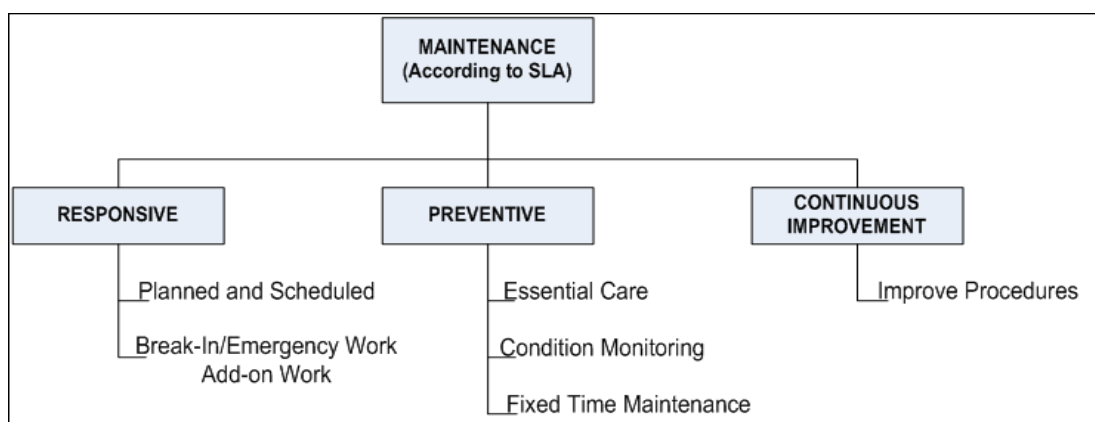 MAINTENANCE
(According to SLA)
RESPONSIVE
PREVENTIVE
CONTINUOUS
IMPROVEMENT
Planned and Scheduled
Break-In/Emergency Work
Add-on Work
Essential Care
Condition Monitoring
Fixed Time Maintenance
Improve Procedures